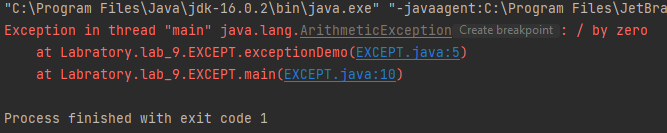 "C:\Program Files\Java\jdk-16.0.2\bin\java.exe" "-javaagent:C:\Program Files\JetBra
Exception in thread "main" java.lang.ArithmeticException Create breakpoint : / by zero
at Labratory.lab_9.EXCEPT.exceptionDemo(EXCEPT.java:5)
at Labratory.lab_9.EXCEPT.main(EXCEPT.java:10)
Process finished with exit code 1